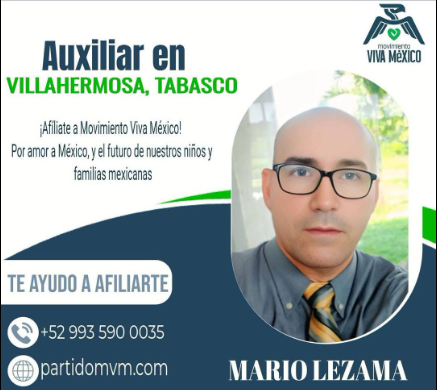 movimiento
VIVA MéXICO
Auxiliar en
VILLAHERMOSA, TABASCO
¡Afíliate a Movimiento Viva México!
Por amor a México, y el futuro de nuestros niños y
familias mexicanas
TE AYUDO A AFILIARTE
+52 993 590 0035
partidomvm.com
MARIO LEZAMA